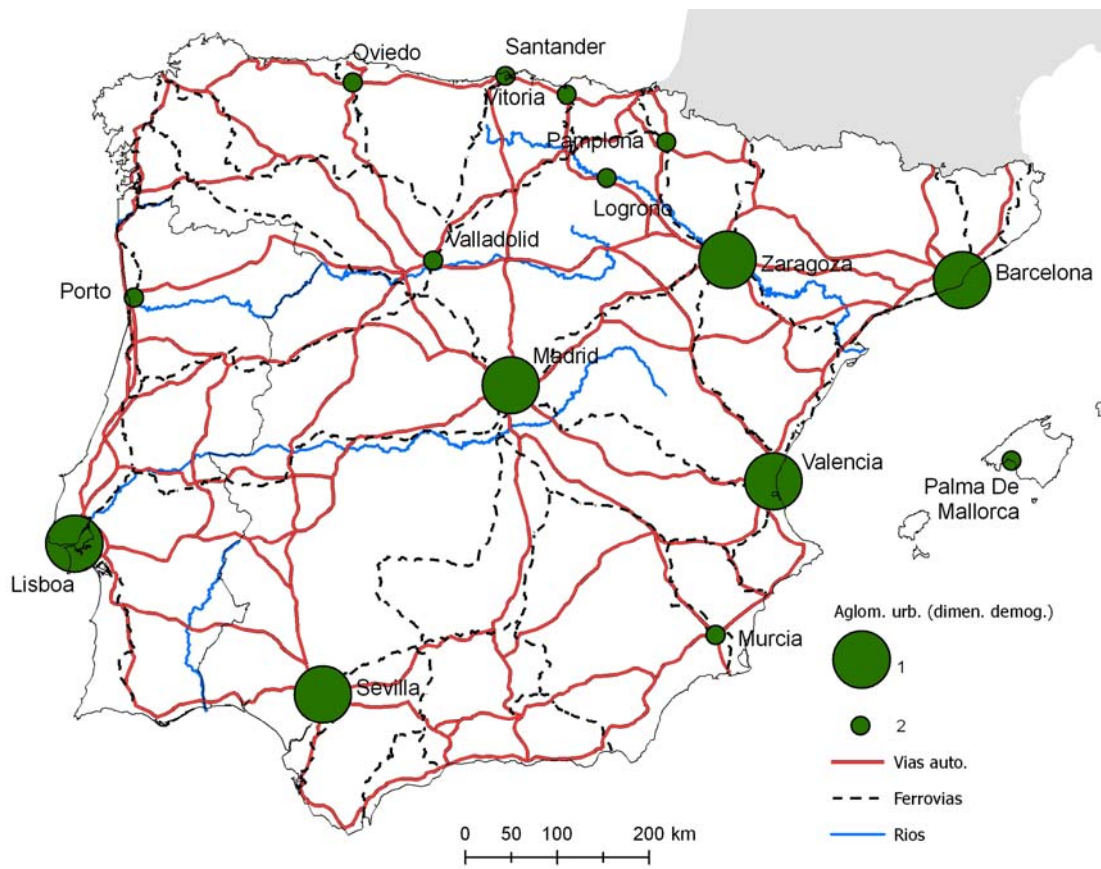 Oviedo
Santander
Vitoria
Pamplona
Logrono
Valladolid
Zaragoza
Barcelona
Porto
Madrid
Valencia
Palma De
Mallorca
Lisboa
Aglom. urb. (dimen. demog.)
Murcia
1
Sevilla
2
Vias auto.
Ferrovias
Rios
0 50 100 200 km